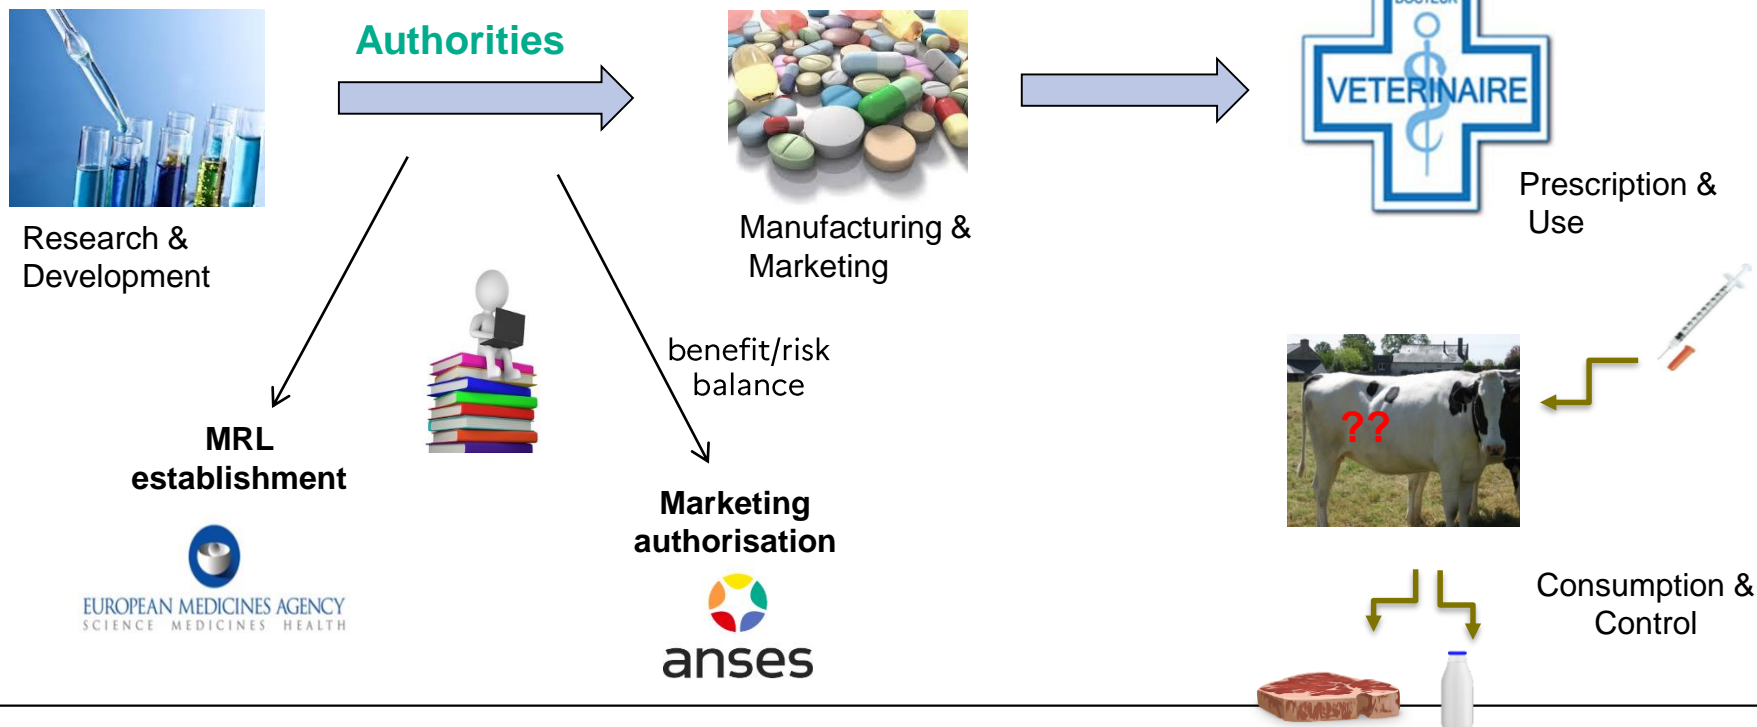 Authorities
DOCTEUR
VETERINAIRE
Research &
Development
Manufacturing &
Marketing
Prescription &
Use
benefit/risk
balance
MRL
establishment
Marketing
authorisation
??
EUROPEAN MEDICINES AGENCY
SCIENCE MEDICINES HEALTH
anses
Consumption &
Control